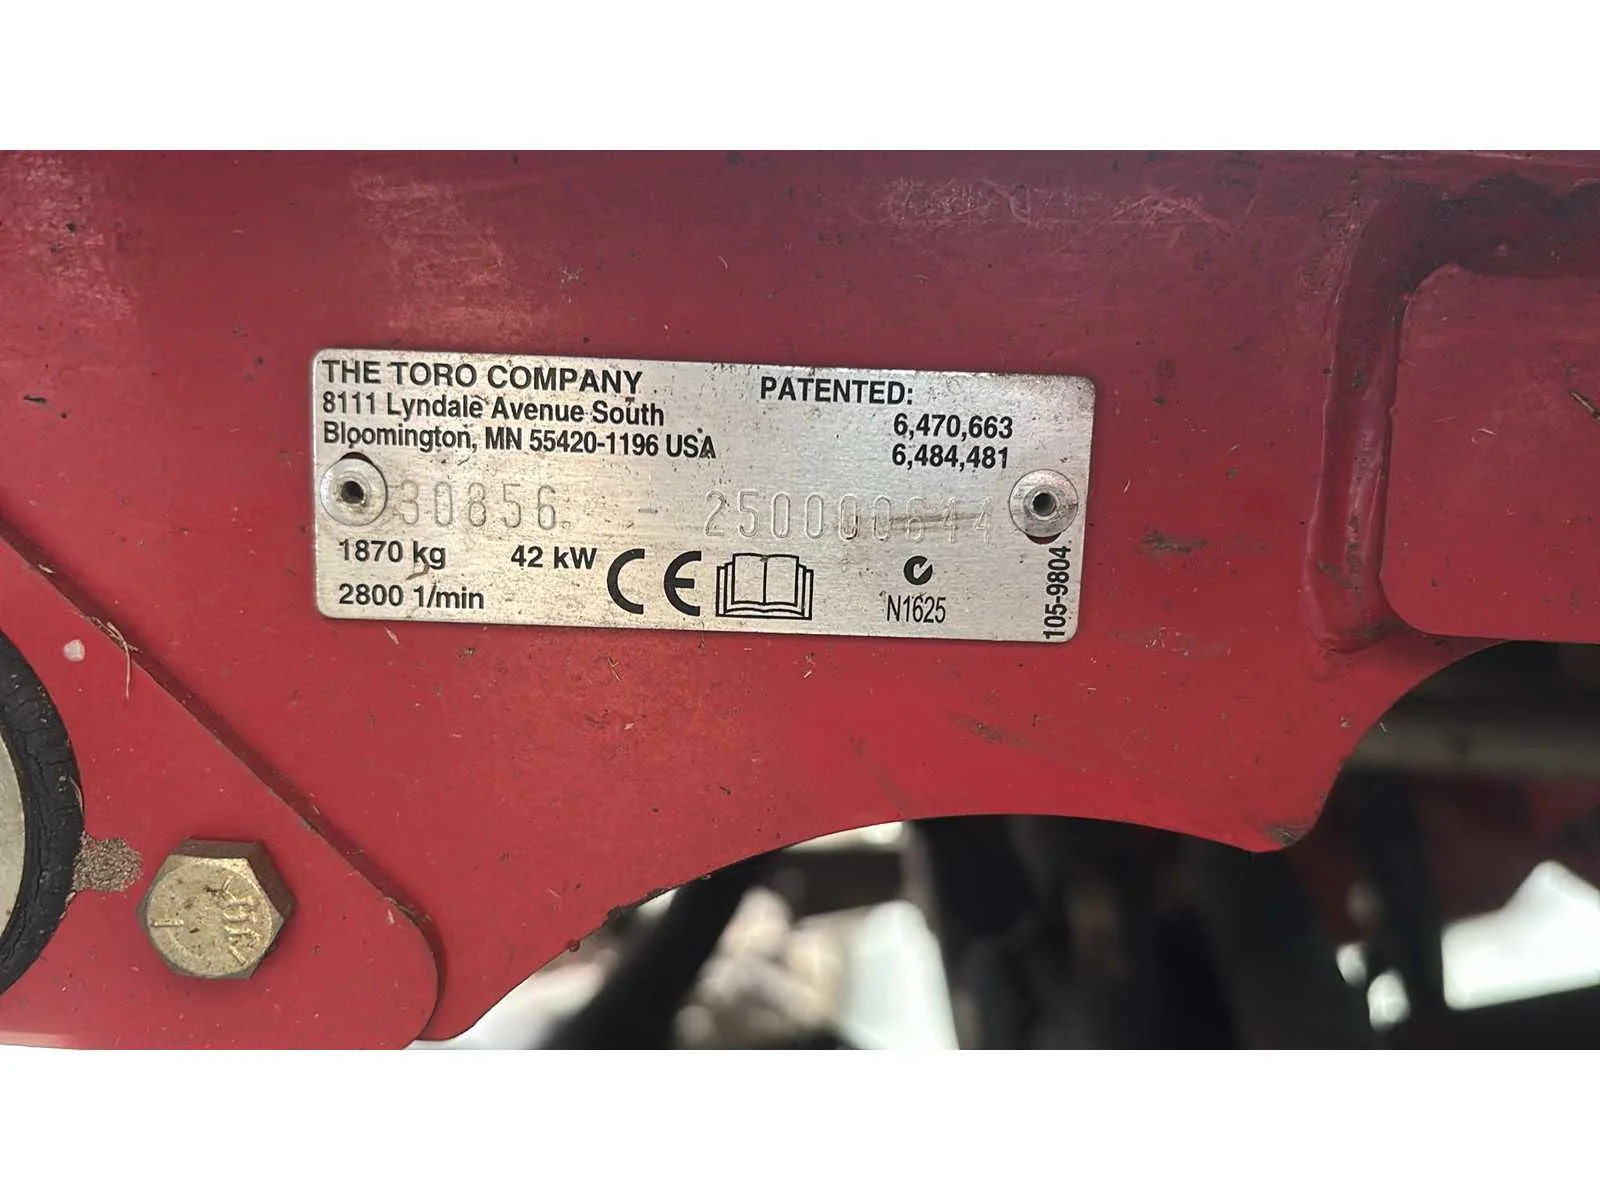 THE TORO COMPANY
8111 Lyndale Avenue South
Bloomington, MN 55420-1196 USA
PATENTED:
6,470,663
6,484,481
30856 - 250000644
1870 kg 42 kW CE
2800 1/min
N1625
105-9804